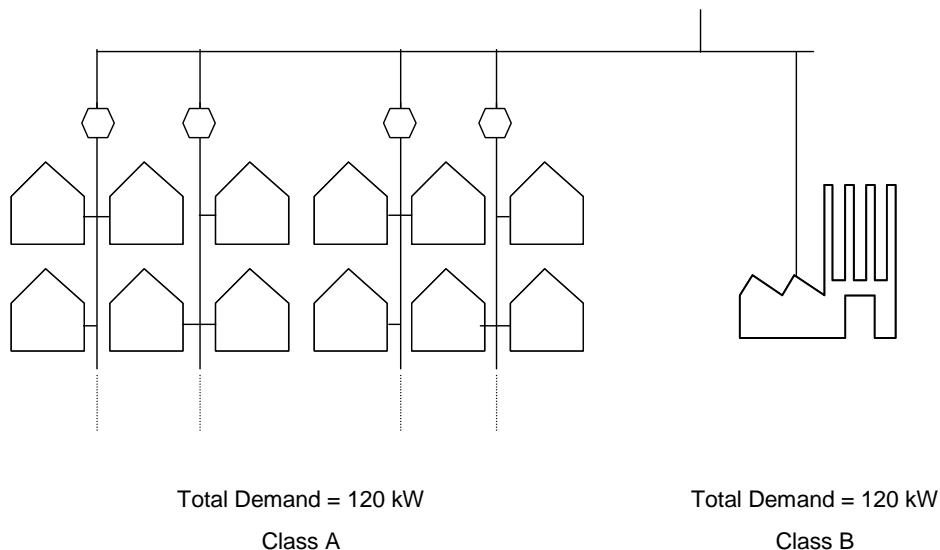 Total Demand = 120 kW
Class A
Total Demand = 120 kW
Class B